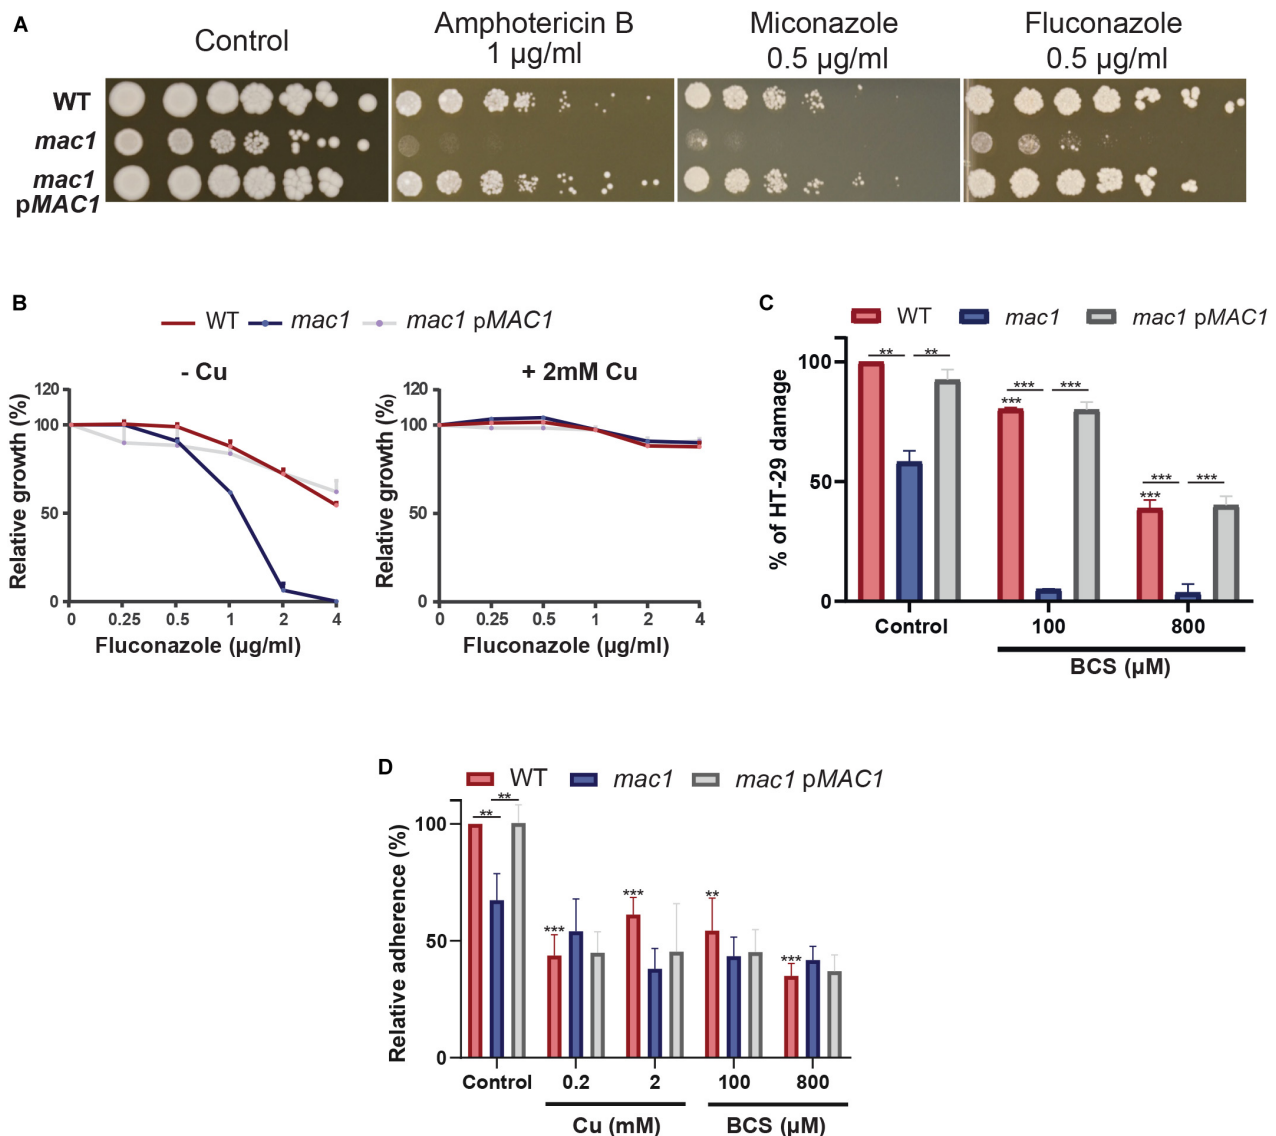 A
Control
Amphotericin B
1 µg/ml
Miconazole
0.5 µg/ml
Fluconazole
0.5 µg/ml
WT
mac1
mac1
pMAC1
B
WT
mac1
mac1 pMAC1
- Cu
Relative growth (%)
120
100
50
0
0 0.25 0.5 1 2 4
Fluconazole (µg/ml)
+ 2mM Cu
Relative growth (%)
120
100
50
0
0 0.25 0.5 1 2 4
Fluconazole (µg/ml)
C
WT
mac1
mac1 pMAC1
% of HT-29 damage
100
50
0
** **
*** ***
***
*** ***
***
Control 100 800
BCS (µM)
D
WT
mac1
mac1 pMAC1
Relative adherence (%)
100
50
0
**
**
***
***
**
***
Control 0.2 2 100 800
Cu (mM) BCS (µM)